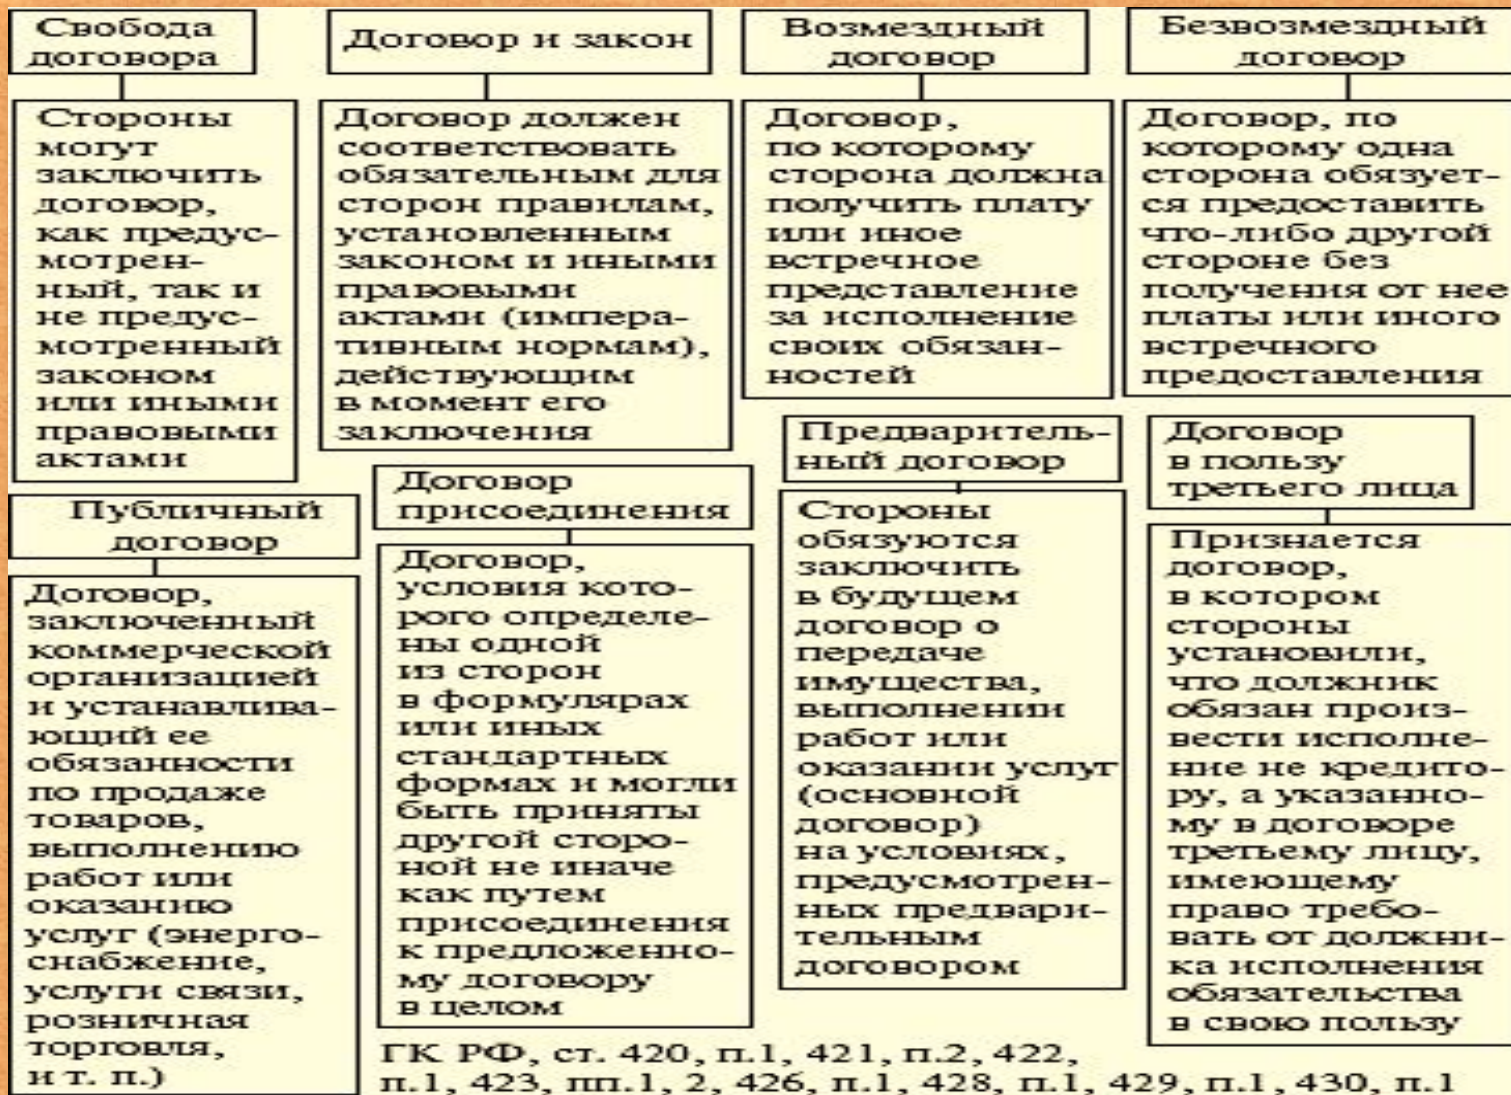 Свобода
договора
Стороны
могут
заключить
договор,
как предус-
мотрен-
ный, так и
не предус-
мотренный
законом
или иными
правовыми
актами
Договор и закон
Договор должен
соответствовать
обязательным для
сторон правилам,
установленным
законом и иными
правовыми
актами (импера-
тивным нормам),
действующим
в момент его
заключения
Возмездный
договор
Договор,
по которому
сторона должна
получить плату
или иное
встречное
представление
за исполнение
своих обязан-
ностей
Безвозмездный
договор
Договор, по
которому одна
сторона обязует-
ся предоставить
что-либо другой
стороне без
получения от нее
платы или иного
встречного
предоставления
Публичный
договор
Договор,
заключенный
коммерческой
организацией
и устанавлива-
ющий ее
обязанности
по продаже
товаров,
выполнению
работ или
оказанию
услуг (энерго-
снабжение,
услуги связи,
розничная
торговля,
и т. п.)
Договор
присоединения
Договор,
условия кото-
рого определе-
ны одной
из сторон
в формулярах
или иных
стандартных
формах и могли
быть приняты
другой сторо-
ной не иначе
как путем
присоединения
к предложенно-
му договору
в целом
Предваритель-
ный договор
Стороны
обязуются
заключить
в будущем
договор о
передаче
имущества,
выполнении
работ или
оказании услуг
(основной
договор)
на условиях,
предусмотрен-
ных предвари-
тельным
договором
Договор
в пользу
третьего лица
Признается
договор,
в котором
стороны
установили,
что должник
обязан произ-
вести исполне-
ние не кредито-
ру, а указанно-
му в договоре
третьему лицу,
имеющему
право требо-
вать от должни-
ка исполнения
обязательства
в свою пользу
ГК РФ, ст. 420, п.1, 421, п.2, 422,
п.1, 423, пп.1, 2, 426, п.1, 428, п.1, 429, п.1, 430, п.1